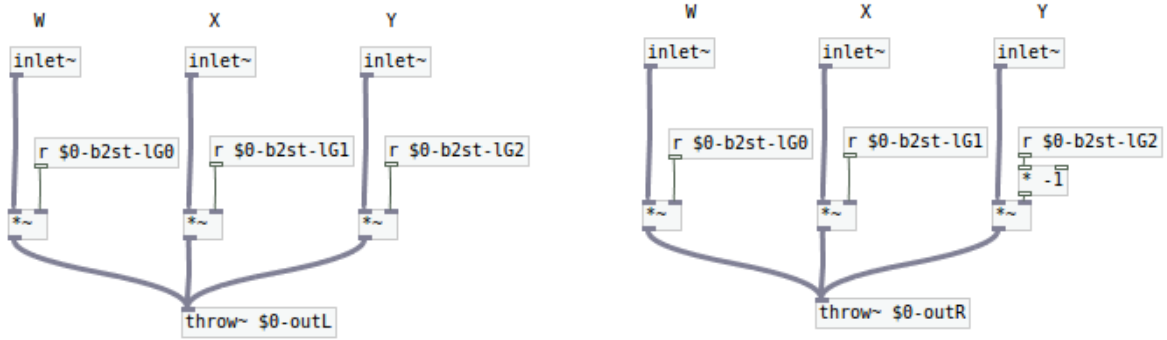 W X Y
inlet~ inlet~ inlet~
r $0-b2st-lG0 r $0-b2st-lG1 r $0-b2st-lG2
*~ *~ *~
throw~ $0-outL
W X Y
inlet~ inlet~ inlet~
r $0-b2st-lG0 r $0-b2st-lG1 r $0-b2st-lG2
* -1
*~ *~ *~
throw~ $0-outR